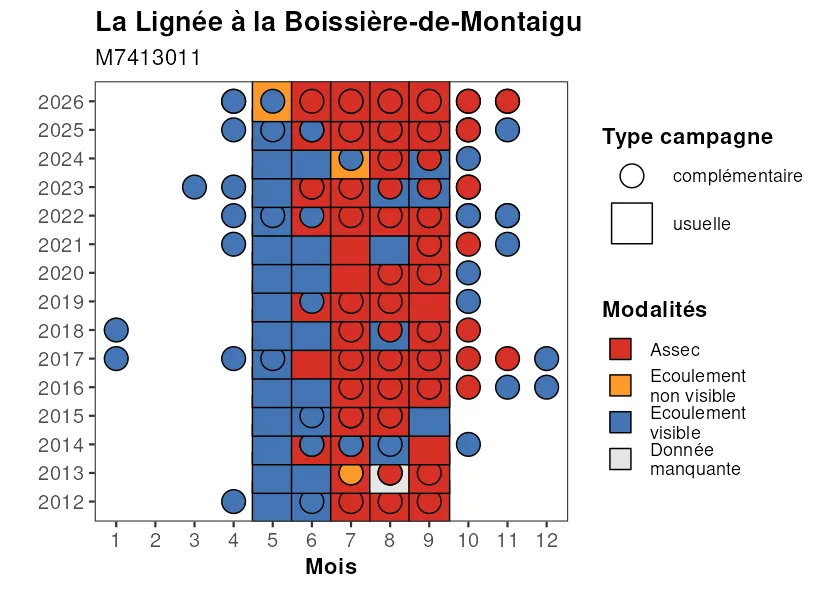 La Lignée à la Boissière-de-Montaigu
M7413011
2026
2025
2024
2023
2022
2021
2020
2019
2018
2017
2016
2015
2014
2013
2012
1 2 3 4 5 6 7 8 9 10 11 12
Mois
Type campagne
complémentaire
usuelle
Modalités
Assec
Ecoulement
non visible
Ecoulement
visible
Donnée
manquante